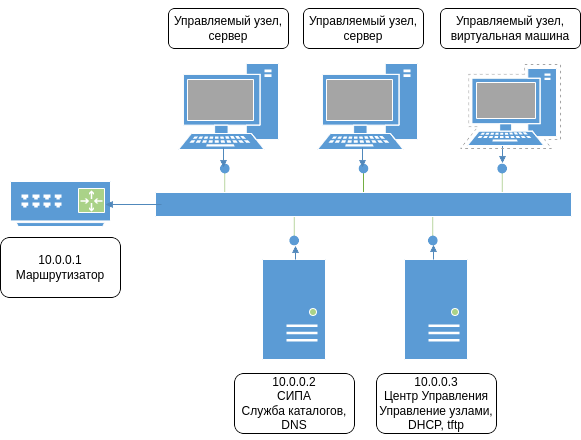 Управляемый узел,
сервер
Управляемый узел,
сервер
Управляемый узел,
виртуальная машина
10.0.0.1
Маршрутизатор
10.0.0.2
СИПА
Служба каталогов,
DNS
10.0.0.3
Центр Управления
Управление узлами,
DHCP, tftp